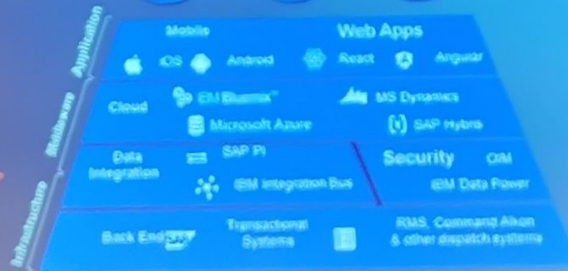 Application
Mobile
Web Apps
iOS
Android
React
Angular
Middleware
Cloud
IBM Bluemix™
MS Dynamics
Microsoft Azure
SAP Hybris
Infrastructure
Data
Integration
SAP PI
IBM Integration Bus
Security
OIM
IBM Data Power
Back End
Transactional
Systems
RMS, Command Alkon
& other dispatch systems